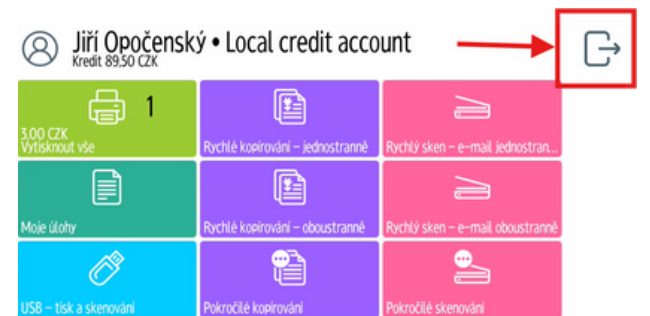 Jiří Opočenský • Local credit account
Kredit 89,50 CZK
1
3,00 CZK
Vytisknout vše
Rychlé kopírování – jednostranně
Rychlý sken – e-mail jednostran...
Moje úlohy
Rychlé kopírování – oboustranně
Rychlý sken – e-mail oboustranně
USB – tisk a skenování
Pokročilé kopírování
Pokročilé skenování